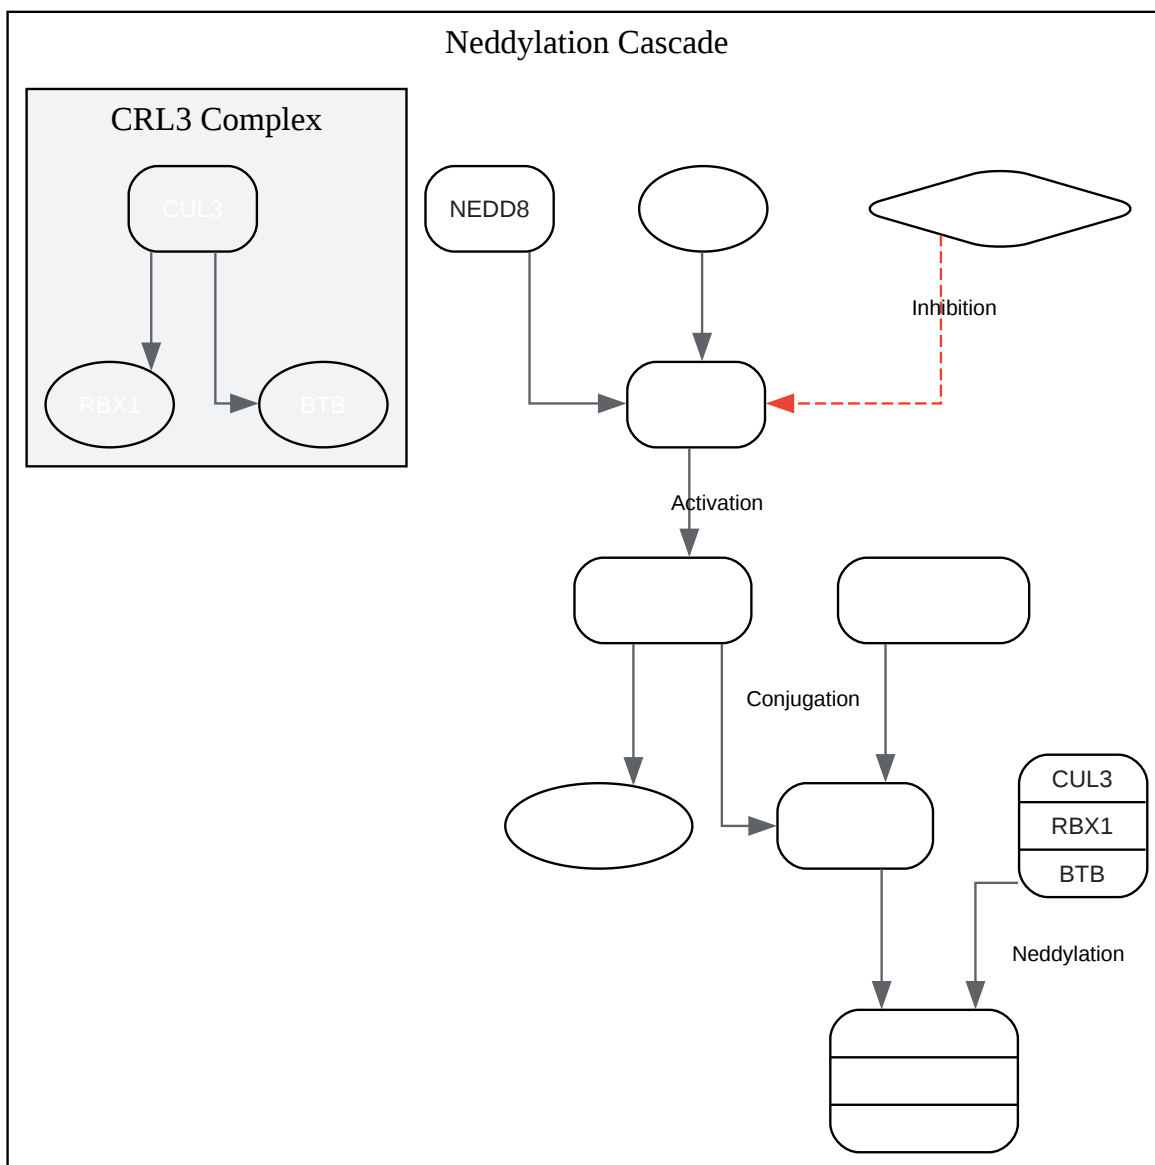 Neddylation Cascade
CRL3 Complex
CUL3
NEDD8
Inhibition
RBX1
BTB
Activation
Conjugation
CUL3
RBX1
BTB
Neddylation